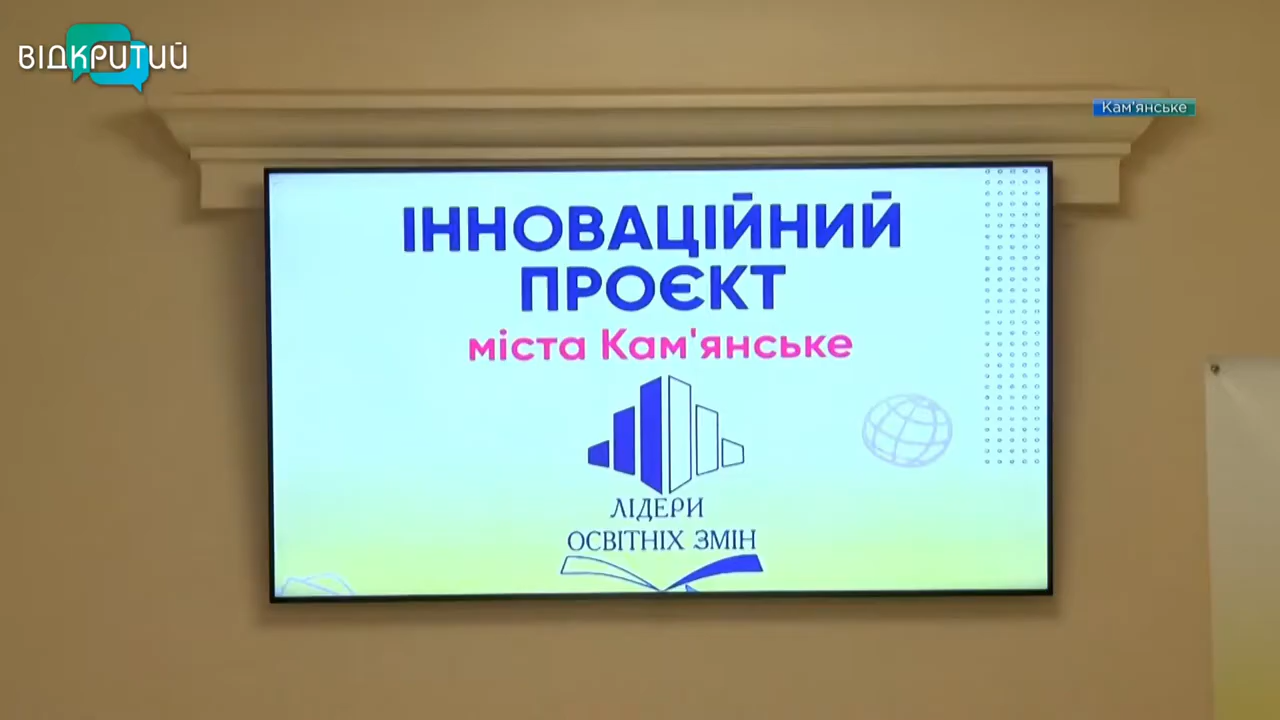 ВІДКРИТИЙ
Кам'янське
ІННОВАЦІЙНИЙ
ПРОЄКТ
міста Кам'янське
ЛІДЕРИ
ОСВІТНІХ ЗМІН